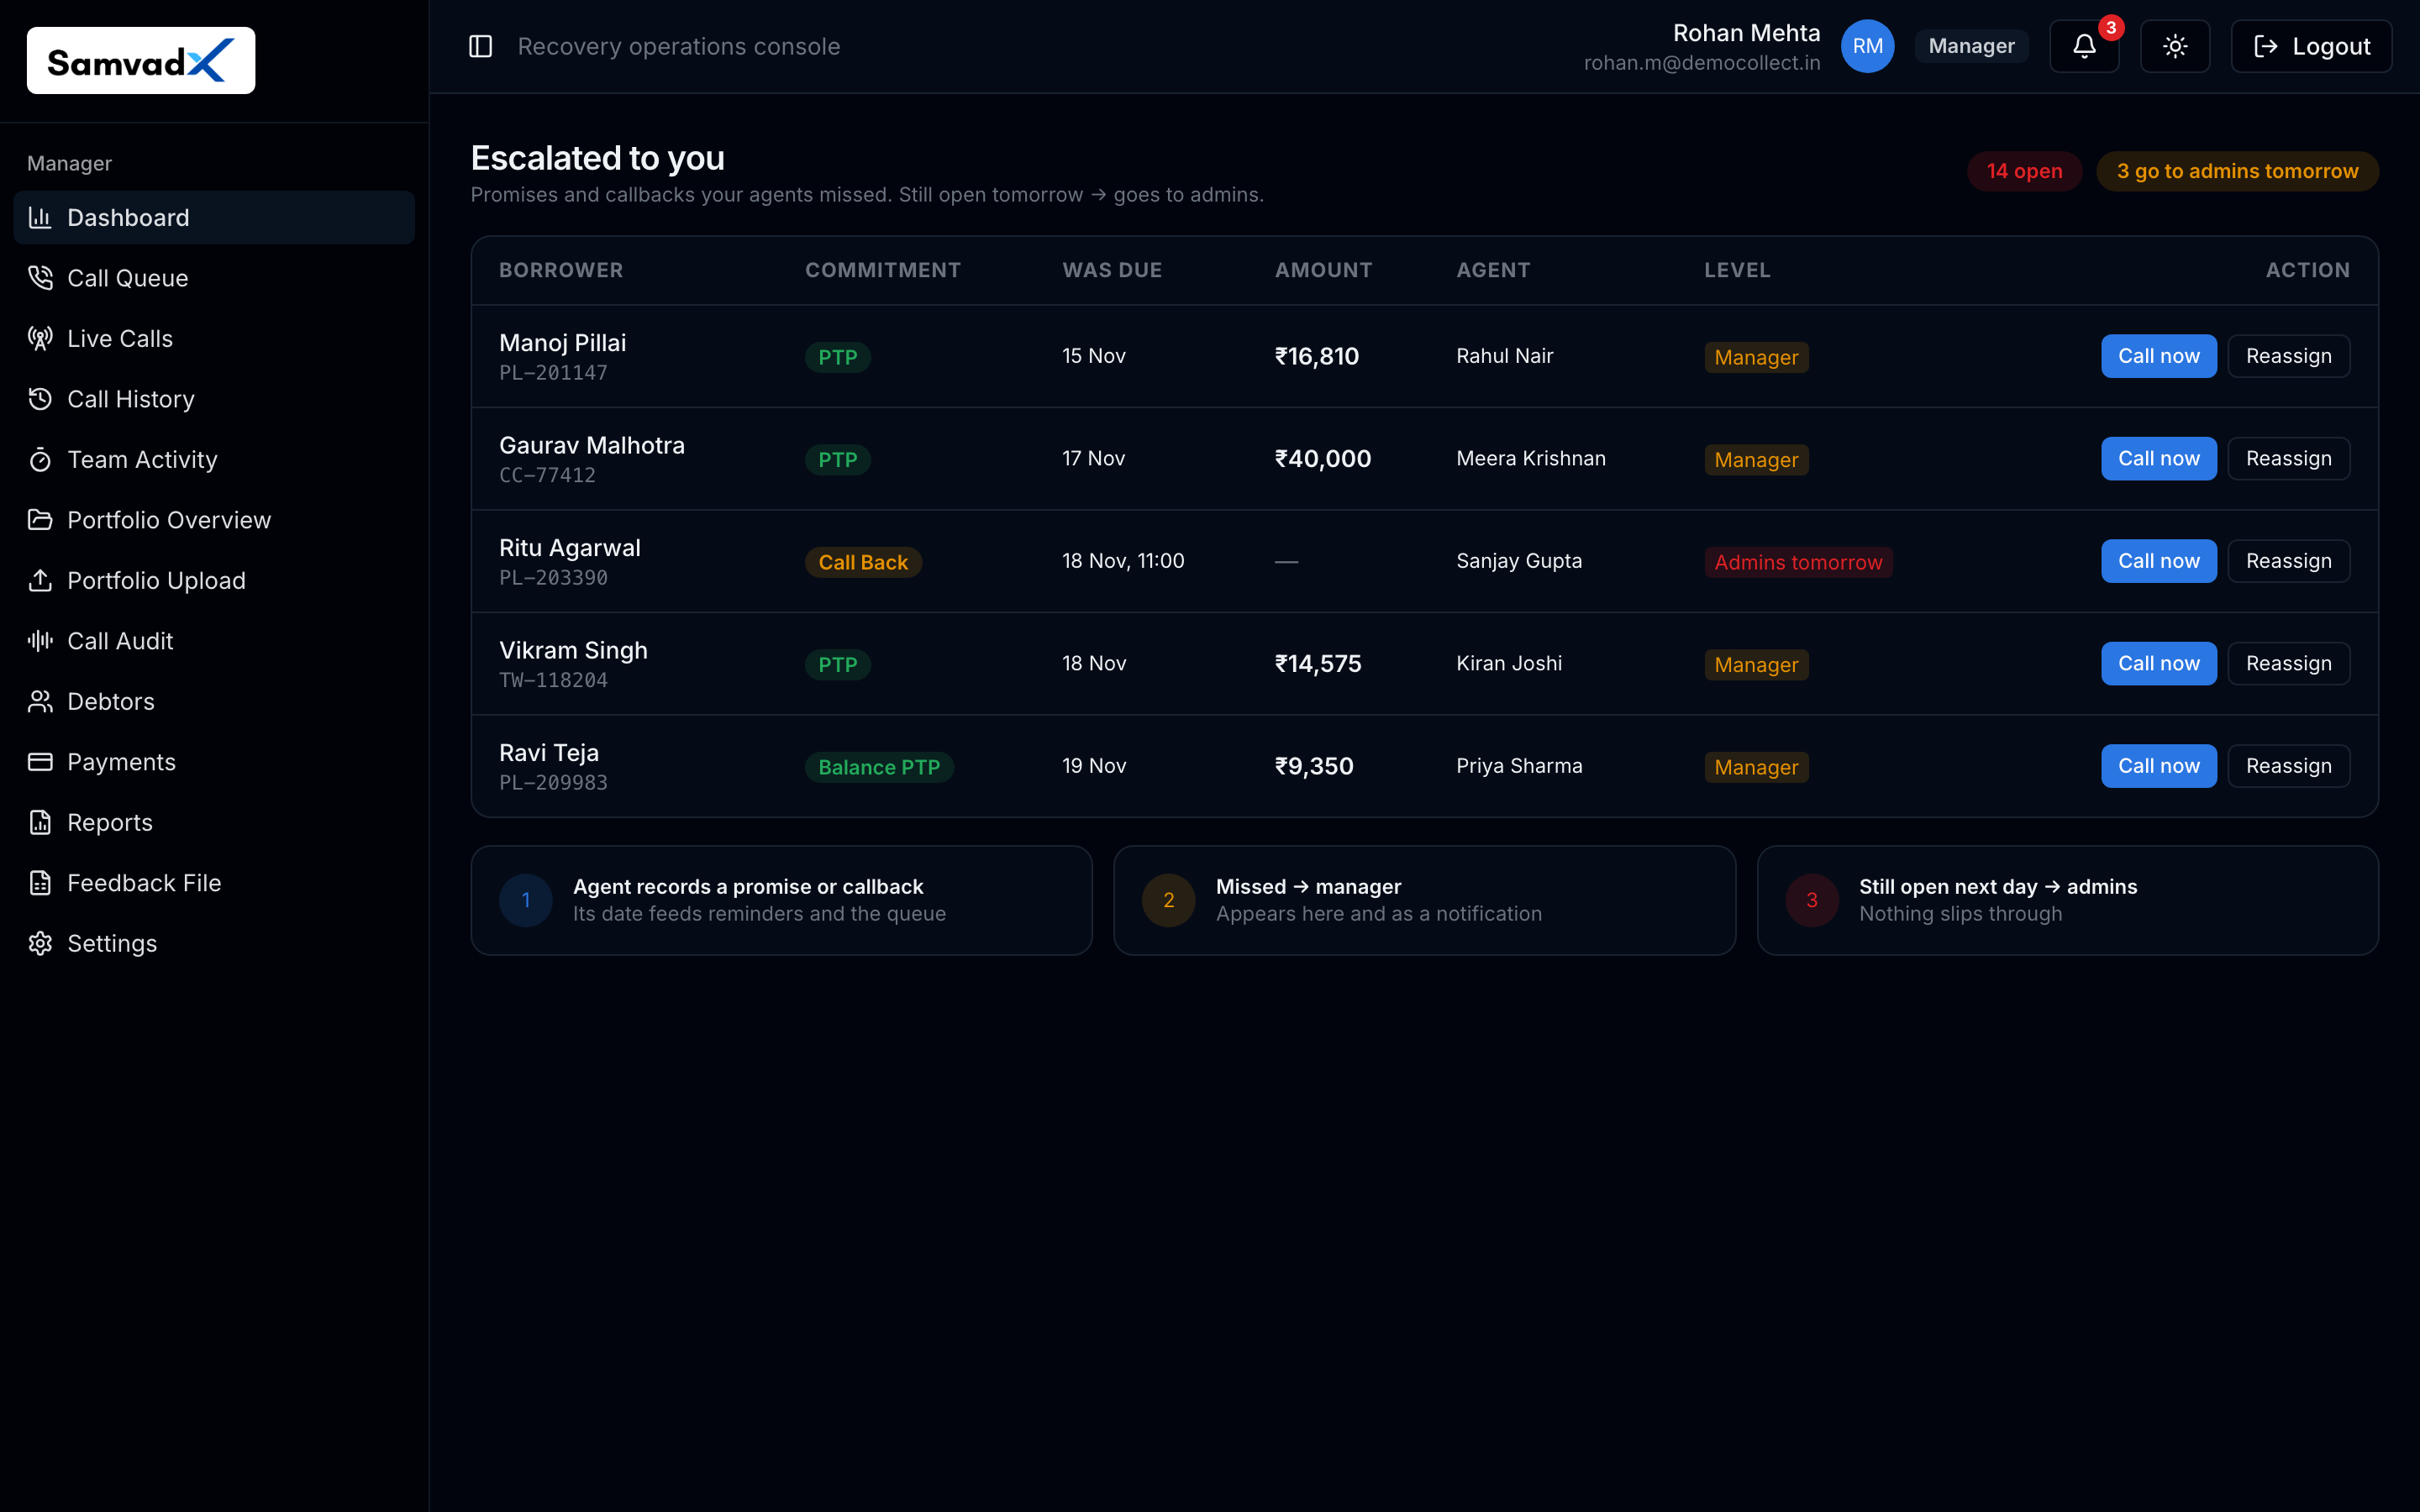 SamvadX
Recovery operations console
Rohan Mehta
rohan.m@democollect.in
RM
Manager
3
Logout
Manager
Dashboard
Call Queue
Live Calls
Call History
Team Activity
Portfolio Overview
Portfolio Upload
Call Audit
Debtors
Payments
Reports
Feedback File
Settings
Escalated to you
Promises and callbacks your agents missed. Still open tomorrow → goes to admins.
14 open
3 go to admins tomorrow
BORROWER COMMITMENT WAS DUE AMOUNT AGENT LEVEL ACTION
Manoj Pillai
PL-201147
PTP 15 Nov ₹16,810 Rahul Nair Manager Call now Reassign
Gaurav Malhotra
CC-77412
PTP 17 Nov ₹40,000 Meera Krishnan Manager Call now Reassign
Ritu Agarwal
PL-203390
Call Back 18 Nov, 11:00 — Sanjay Gupta Admins tomorrow Call now Reassign
Vikram Singh
TW-118204
PTP 18 Nov ₹14,575 Kiran Joshi Manager Call now Reassign
Ravi Teja
PL-209983
Balance PTP 19 Nov ₹9,350 Priya Sharma Manager Call now Reassign
1
Agent records a promise or callback
Its date feeds reminders and the queue
2
Missed → manager
Appears here and as a notification
3
Still open next day → admins
Nothing slips through